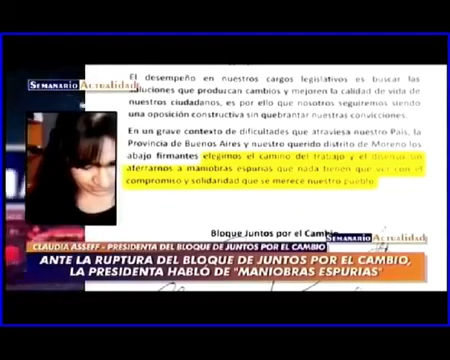 El desempeño en nuestros cargos legislativos es buscar las
soluciones que produzcan cambios y mejoren la calidad de vida
de nuestros ciudadanos, es por ello que nosotros seguiremos siendo
una oposición constructiva sin quebrantar nuestras convicciones.
SEMANARIO ACTUALIDAD
En un grave contexto de dificultades que atraviesa nuestro País, la
Provincia de Buenos Aires y nuestro querido distrito de Moreno los
abajo firmantes elegimos el camino del trabajo y el disenso sin
aferrarnos a maniobras espurias que nada tienen que ver con el
compromiso y solidaridad que se merece nuestro pueblo.
Bloque Juntos por el Cambio
SEMANARIO ACTUALIDAD
CLAUDIA ASSEFF - PRESIDENTA DEL BLOQUE DE JUNTOS POR EL CAMBIO
ANTE LA RUPTURA DEL BLOQUE DE JUNTOS POR EL CAMBIO,
LA PRESIDENTA HABLÓ DE "MANIOBRAS ESPURIAS"